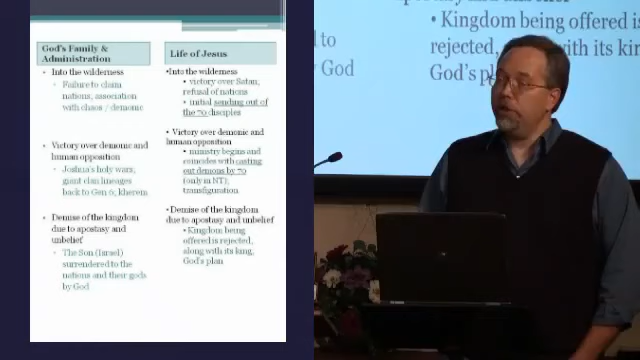 God's Family &
Administration
Into the wilderness
Failure to claim
nations, association
with chaos / demonic
Victory over demonic and
human opposition
Joshua's holy wars,
giant clan lineages
back to Gen 6, kherem
Demise of the kingdom
due to apostasy and
unbelief
The Son (Israel)
surrendered to the
nations and their gods
by God
Life of Jesus
Into the wilderness
victory over Satan,
refusal of nations
initial sending out of
the 70 disciples
Victory over demonic and
human opposition
ministry begins and
coincides with casting
out demons by 70
(only in NT);
transfiguration
Demise of the kingdom
due to apostasy and unbelief
Kingdom being
offered is rejected,
along with its king,
God's plan
d to
y God
• Kingdom being offered is
rejected, with its kin
God's